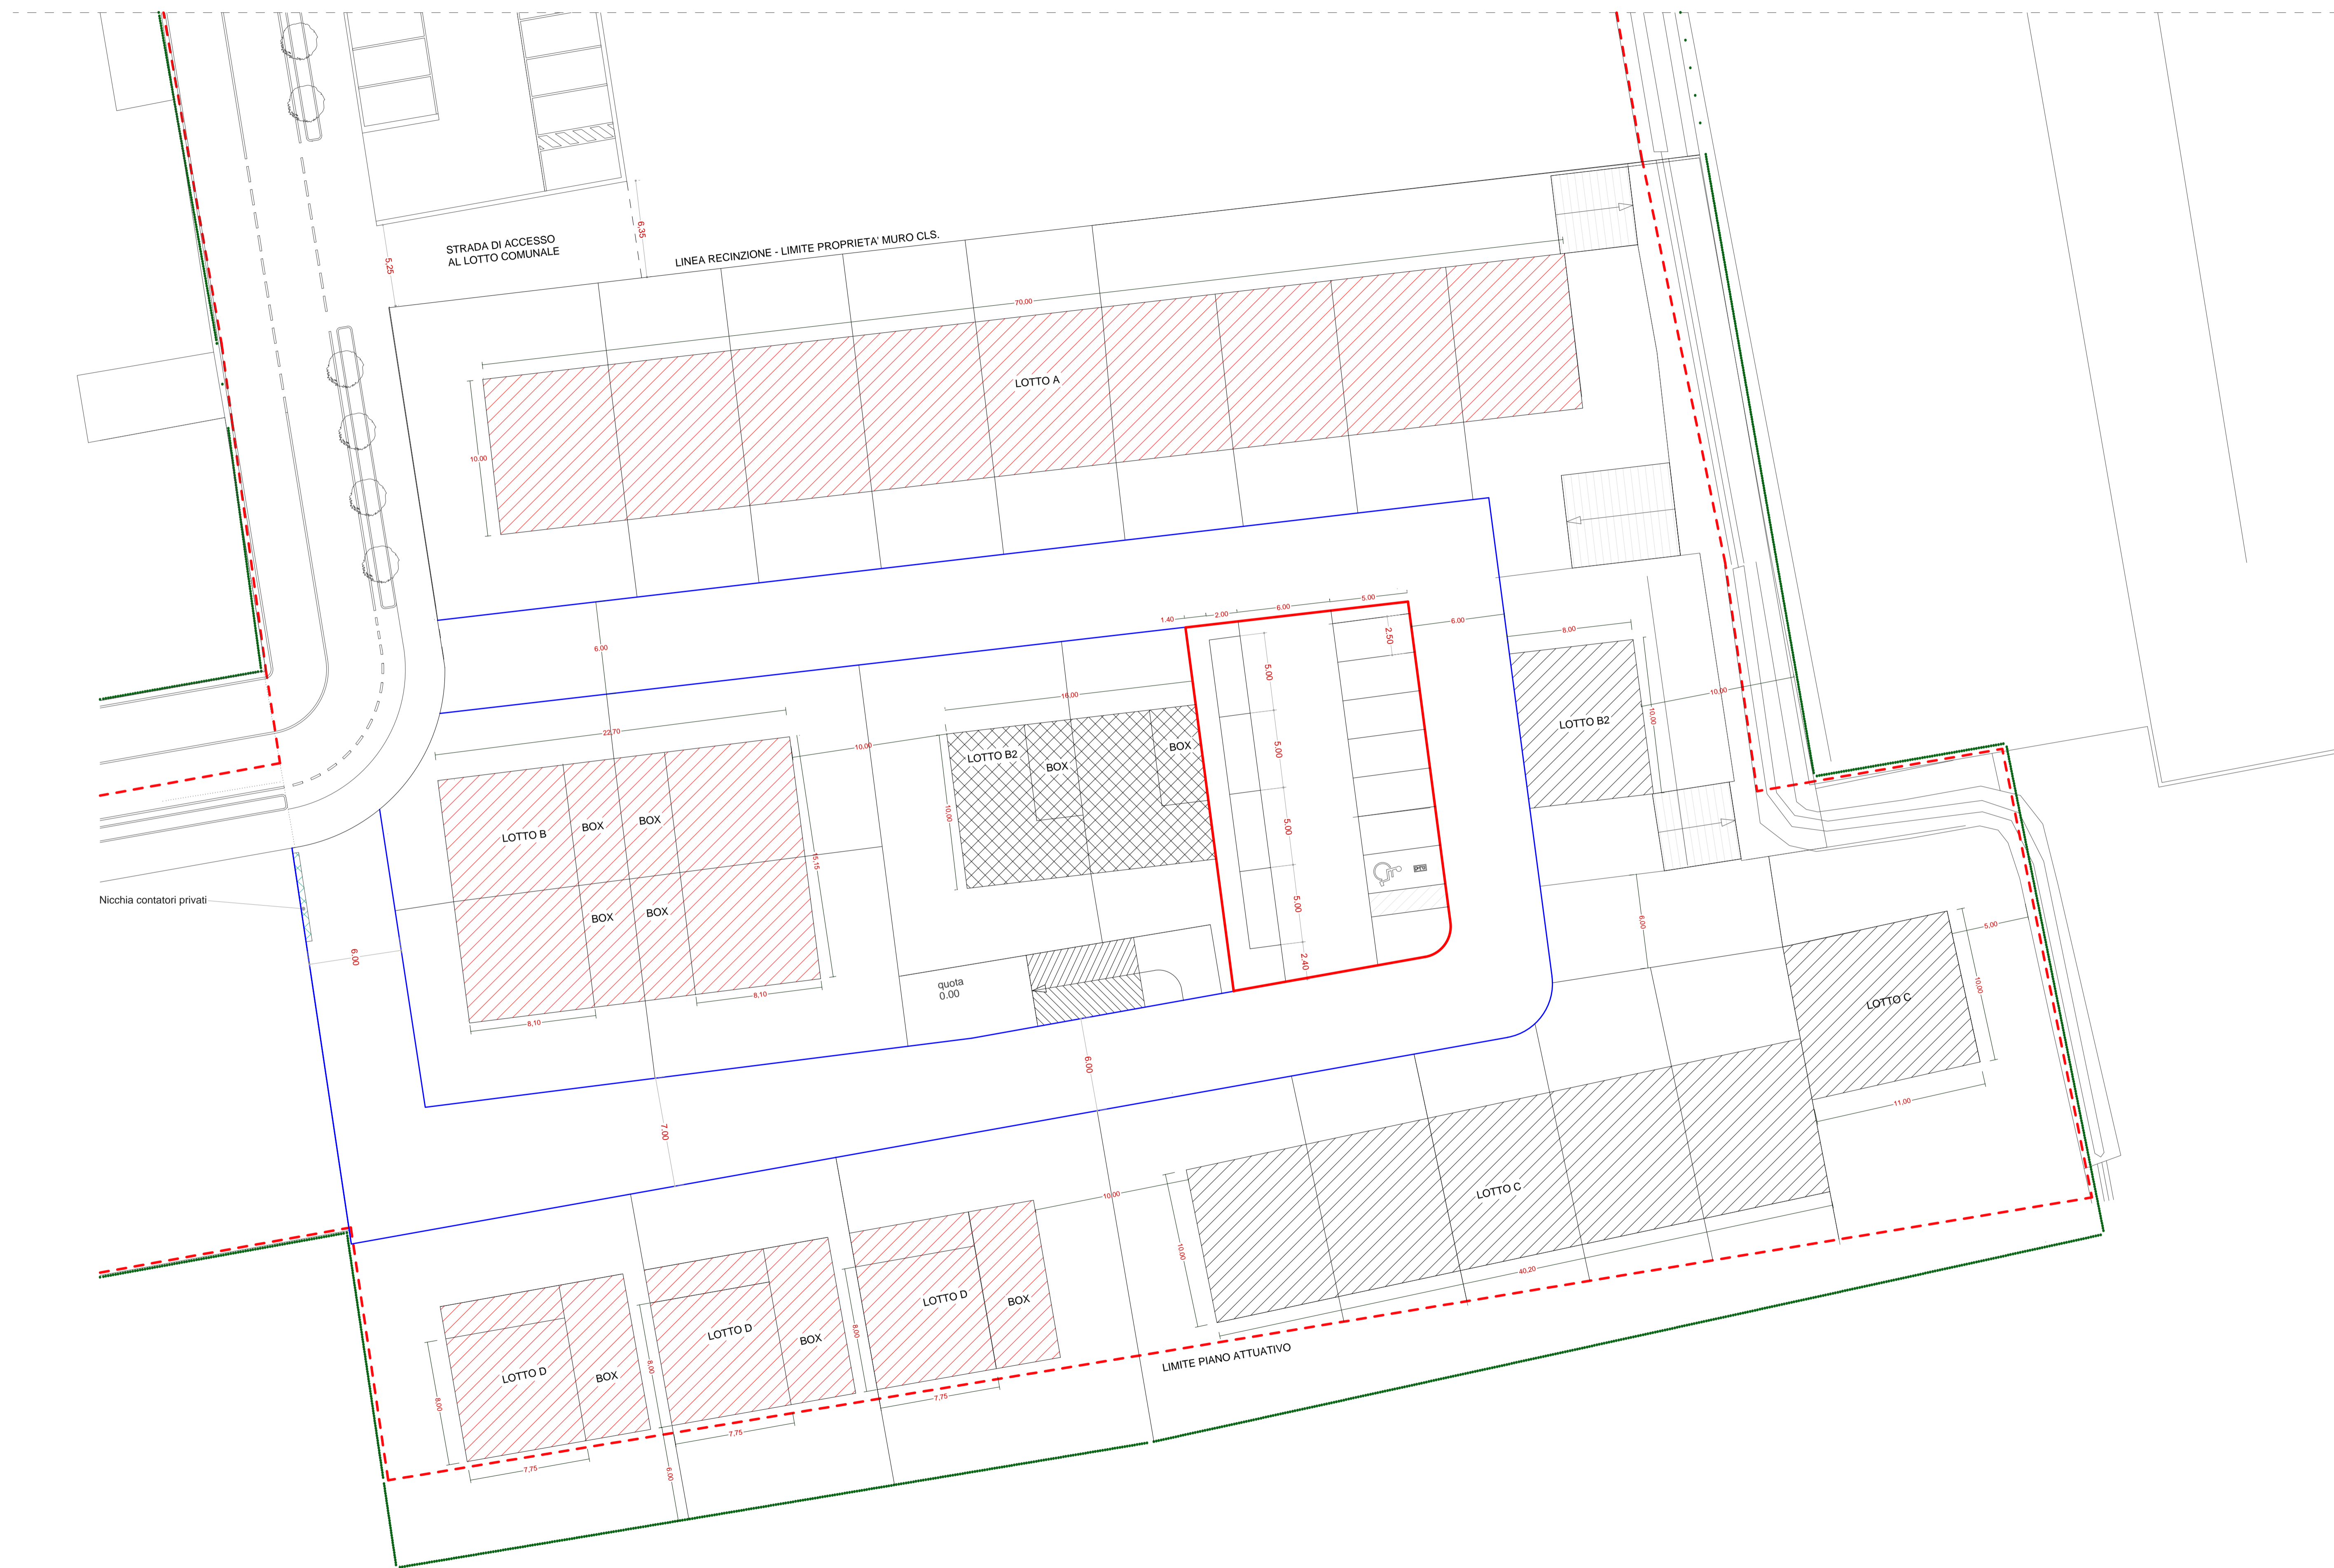 STRADA DI ACCESSO
AL LOTTO COMUNALE
6,35
5,25
LINEA RECINZIONE - LIMITE PROPRIETA' MURO CLS.
70,00
LOTTO A
10,00
6.00
1.40
2.00
6.00
5.00
2.50
6.00
8.00
5.00
5.00
5.00
5.00
2.40
10.00
LOTTO B2
10.00
16.00
22,70
10.00
LOTTO B2
BOX
BOX
10.00
LOTTO B
BOX
BOX
BOX
BOX
15,15
8,10
8,10
Nicchia contatori privati
6.00
quota
0.00
6,00
5,00
LOTTO C
10,00
11,00
6.00
7.00
10,00
10,00
LOTTO C
40,20
LOTTO D
BOX
8,00
7,75
LOTTO D
BOX
8,00
7,75
6.00
LOTTO D
BOX
8,00
7,75
LIMITE PIANO ATTUATIVO